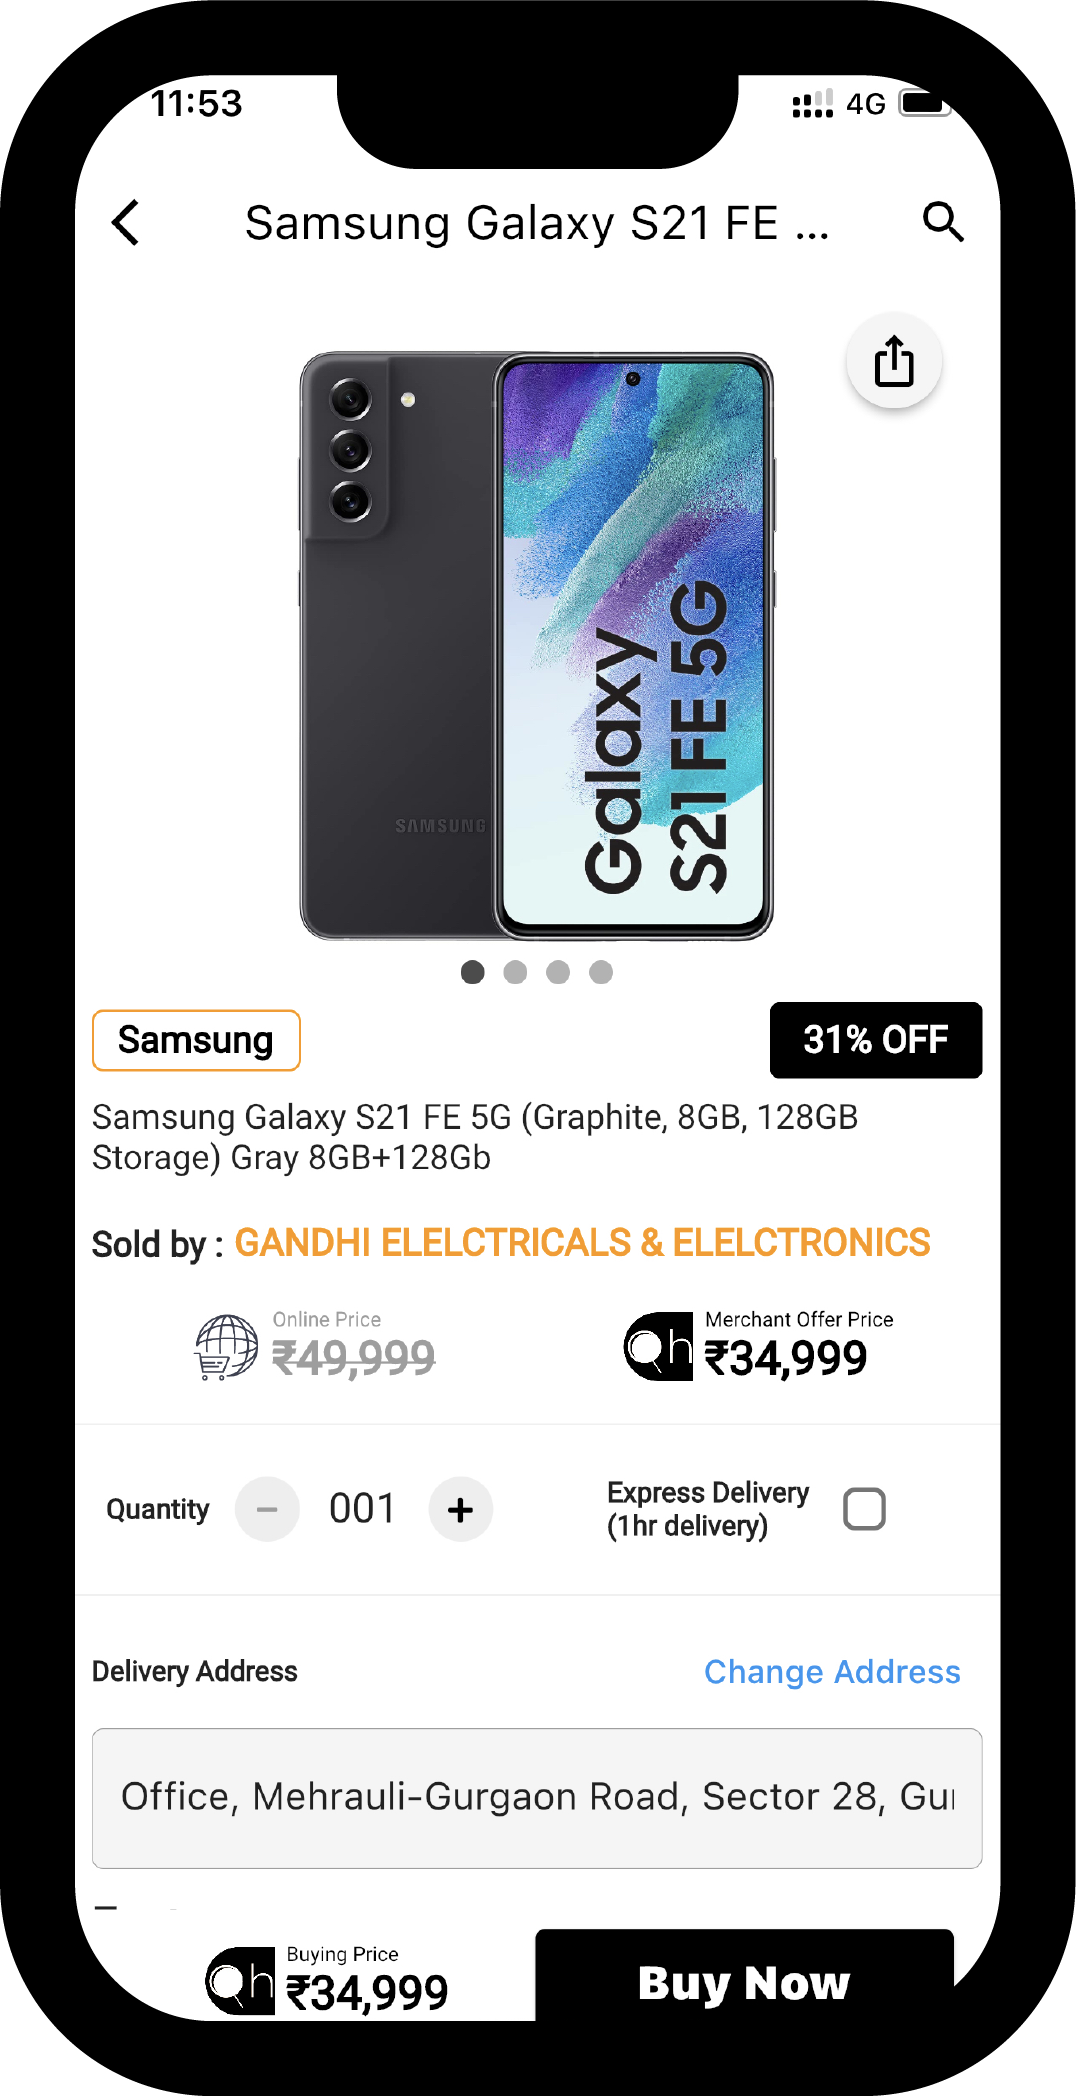 11:53
4G
Samsung Galaxy S21 FE ...
SAMSUNG
Galaxy
S21 FE 5G
Samsung
31% OFF
Samsung Galaxy S21 FE 5G (Graphite, 8GB, 128GB
Storage) Gray 8GB+128Gb
Sold by : GANDHI ELELCTRICALS & ELELCTRONICS
Online Price
₹49,999
Qh
Merchant Offer Price
₹34,999
Quantity
001
Express Delivery
(1hr delivery)
Delivery Address
Change Address
Office, Mehrauli-Gurgaon Road, Sector 28,
Qh
Buying Price
₹34,999
Buy Now